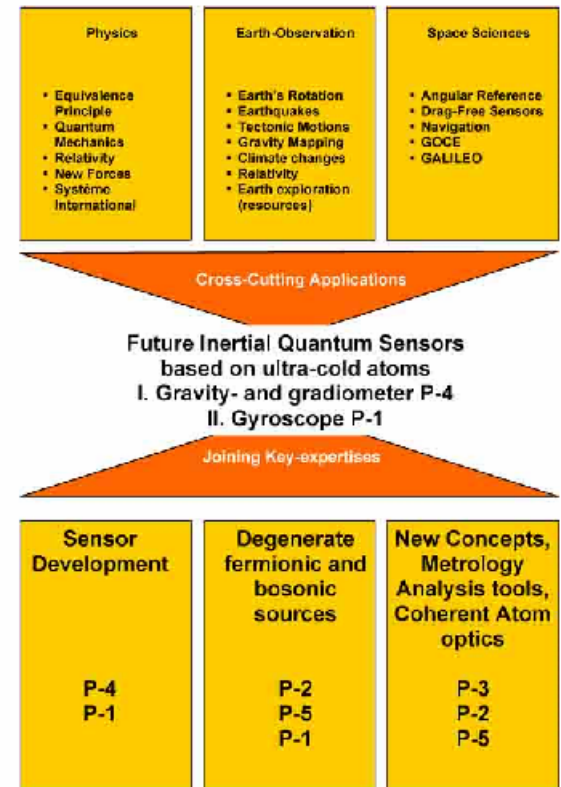 Physics
• Equivalence
Principle
• Quantum
Mechanics
• Relativity
• New Forces
• Système
International
Earth-Observation
• Earth's Rotation
• Earthquakes
• Tectonic Motions
• Gravity Mapping
• Climate changes
• Relativity
• Earth exploration
(resources)
Space Sciences
• Angular Reference
• Drag-Free Sensors
• Navigation
• GOCE
• GALILEO
Cross-Cutting Applications
Future Inertial Quantum Sensors
based on ultra-cold atoms
I. Gravity- and gradiometer P-4
II. Gyroscope P-1
Joining Key-expertises
Sensor
Development
P-4
P-1
Degenerate
fermionic and
bosonic
sources
P-2
P-5
P-1
New Concepts,
Metrology
Analysis tools,
Coherent Atom
optics
P-3
P-2
P-5